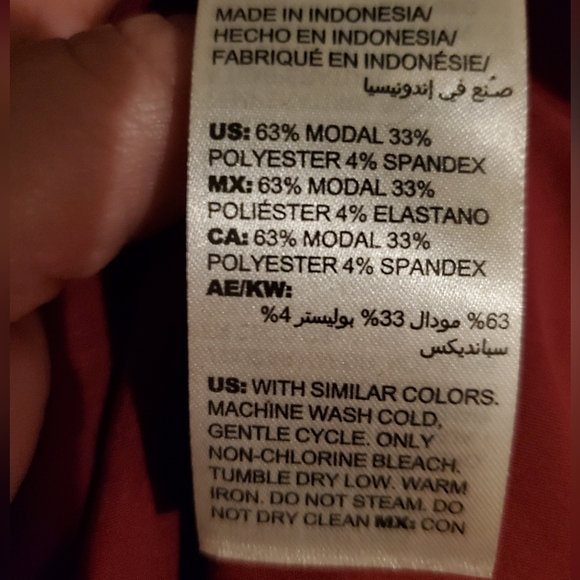 MADE IN INDONESIA/
HECHO EN INDONESIA/
FABRIQUÉ EN INDONÉSIE/
صنع في إندونيسيا
US: 63% MODAL 33%
POLYESTER 4% SPANDEX
MX: 63% MODAL 33%
POLIÉSTER 4% ELASTANO
CA: 63% MODAL 33%
POLYESTER 4% SPANDEX
AE/KW:
63% مودال 33% بوليستر 4%
سبانديكس
US: WITH SIMILAR COLORS.
MACHINE WASH COLD,
GENTLE CYCLE. ONLY
NON-CHLORINE BLEACH.
TUMBLE DRY LOW. WARM
IRON. DO NOT STEAM. DO
NOT DRY CLEAN MX: CON